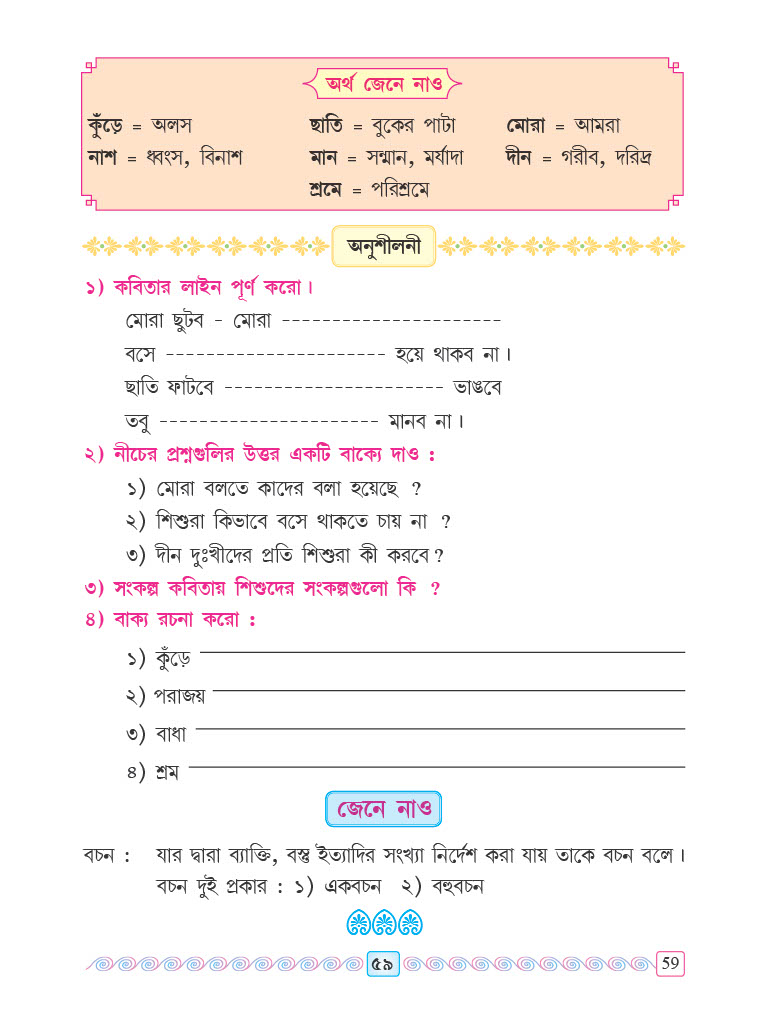 অর্থ জেনে নাও
কুঁড়ে = অলস ছাতি = বুকের পাটা মোরা = আমরা
নাশ = ধ্বংস, বিনাশ মান = সন্মান, মর্যাদা দীন = গরীব, দরিদ্র
শ্রমে = পরিশ্রমে
অনুশীলনী
১) কবিতার লাইন পূর্ণ করো।
মোরা ছুটব - মোরা ----------------------
বসে ---------------------- হয়ে থাকব না।
ছাতি ফাটবে ---------------------- ভাঙবে
তবু ---------------------- মানব না।
২) নীচের প্রশ্নগুলির উত্তর একটি বাক্যে দাও :
১) মোরা বলতে কাদের বলা হয়েছে ?
২) শিশুরা কিভাবে বসে থাকতে চায় না ?
৩) দীন দুঃখীদের প্রতি শিশুরা কী করবে ?
৩) সংকল্প কবিতায় শিশুদের সংকল্পগুলো কি ?
৪) বাক্য রচনা করো :
১) কুঁড়ে
২) পরাজয়
৩) বাধা
৪) শ্রম
জেনে নাও
বচন : যার দ্বারা ব্যাক্তি, বস্তু ইত্যাদির সংখ্যা নির্দেশ করা যায় তাকে বচন বলে।
বচন দুই প্রকার : ১) একবচন ২) বহুবচন
৫৯ 59